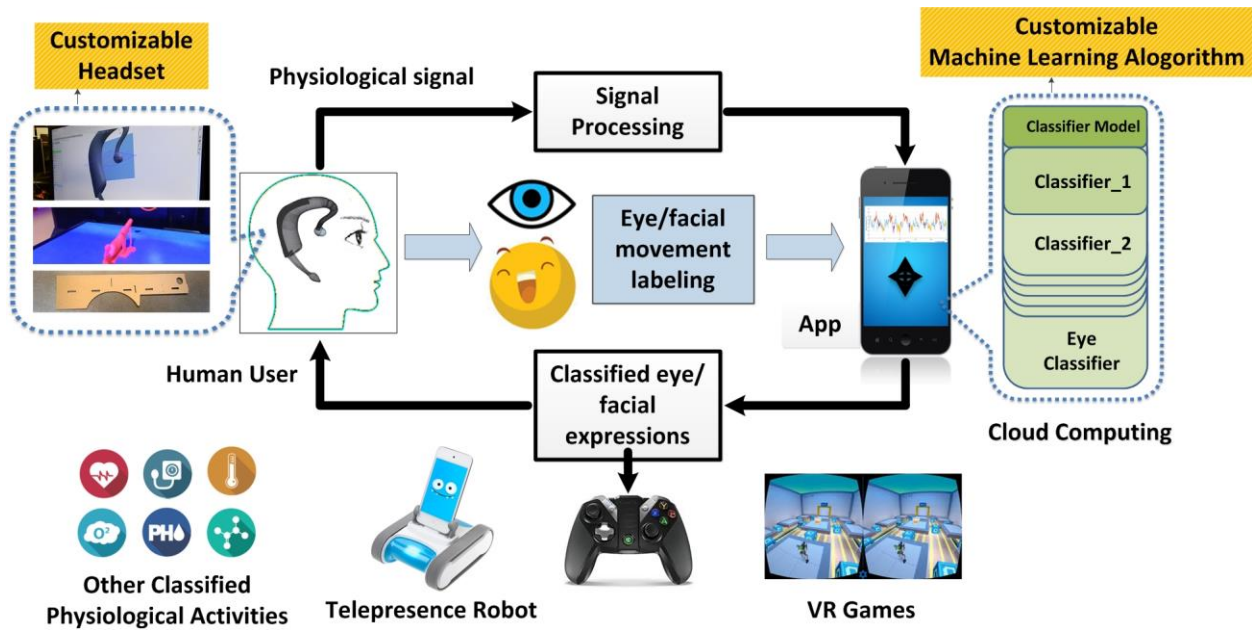 Customizable
Headset
Physiological signal
Signal
Processing
Customizable
Machine Learning Alogorithm
Classifier Model
Classifier_1
Classifier_2
Eye
Classifier
Eye/facial
movement
labeling
App
Human User
Classified eye/
facial
expressions
Cloud Computing
O²
PH
Y
X
B
A
Other Classified
Physiological Activities
Telepresence Robot
VR Games